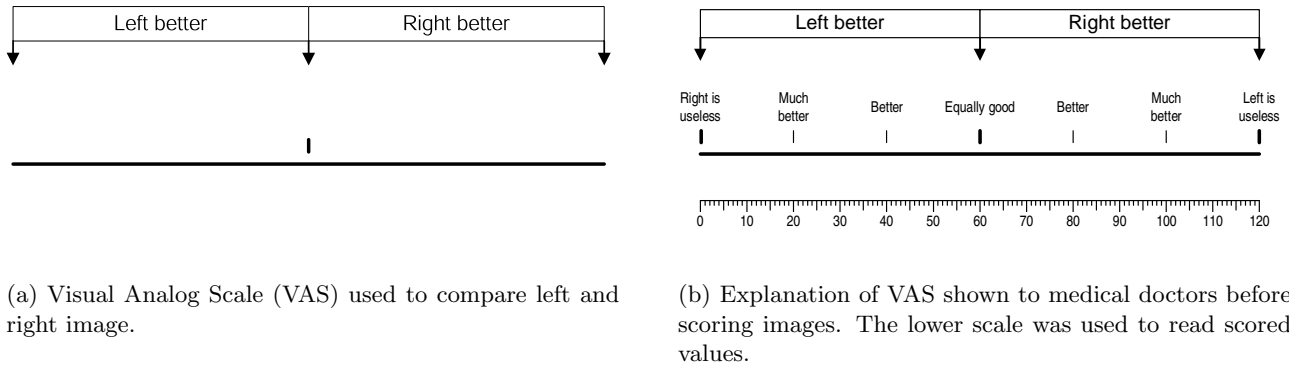 Left better Right better
(a) Visual Analog Scale (VAS) used to compare left and
right image.
Left better Right better
Right is useless Much better Better Equally good Better Much better Left is useless
0 10 20 30 40 50 60 70 80 90 100 110 120
(b) Explanation of VAS shown to medical doctors before
scoring images. The lower scale was used to read scored
values.